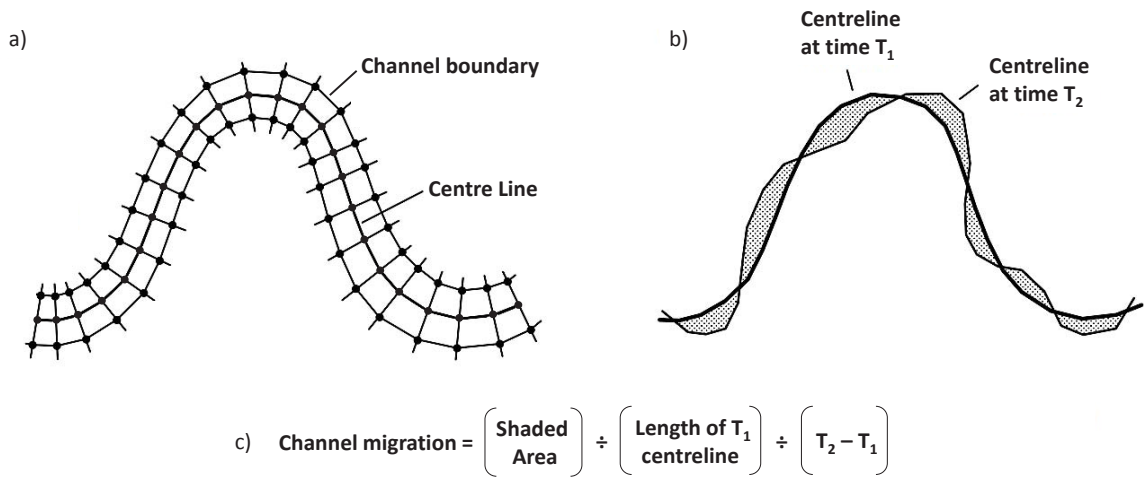 a)
Channel boundary
Centre Line
b)
Centreline
at time T₁
Centreline
at time T₂
c) Channel migration = (Shaded Area) ÷ (Length of T₁ centreline) ÷ (T₂ – T₁)